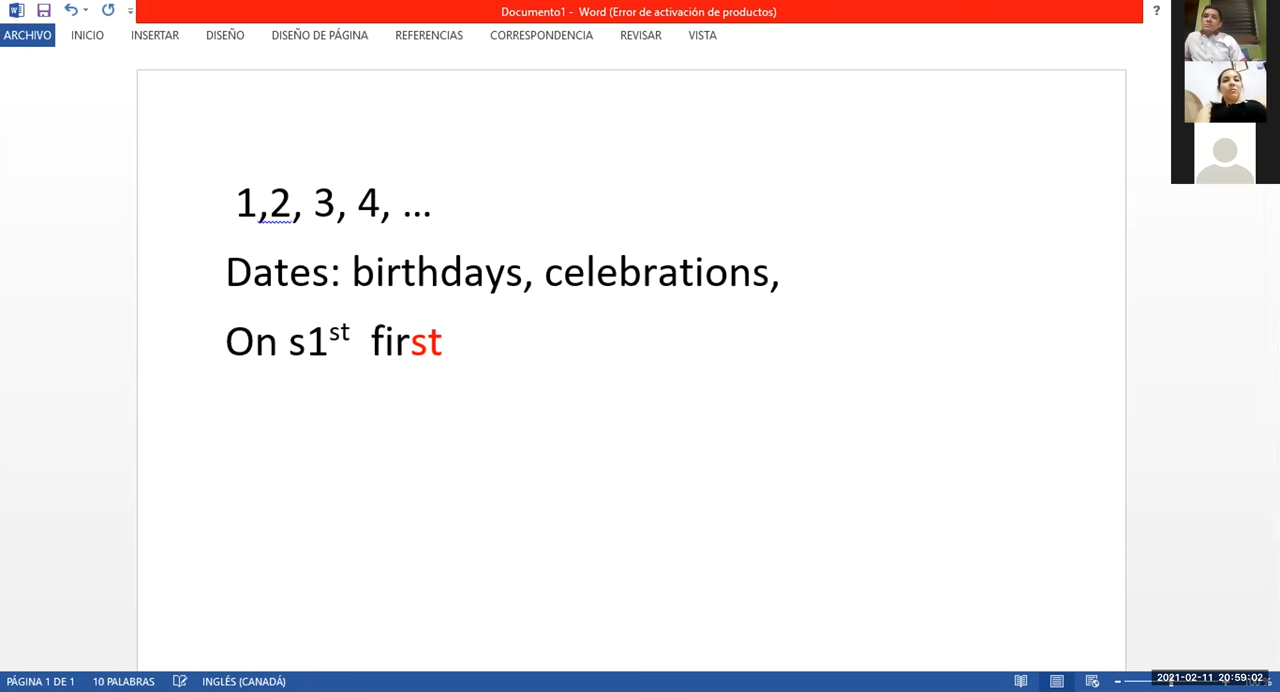 Documento1 - Word (Error de activación de productos)
?
ARCHIVO INICIO INSERTAR DISEÑO DISEÑO DE PÁGINA REFERENCIAS CORRESPONDENCIA REVISAR VISTA
1,2, 3, 4, ...
Dates: birthdays, celebrations,
On s1st first
PÁGINA 1 DE 1 10 PALABRAS INGLÉS (CANADÁ)
2021-02-11 20:59:02